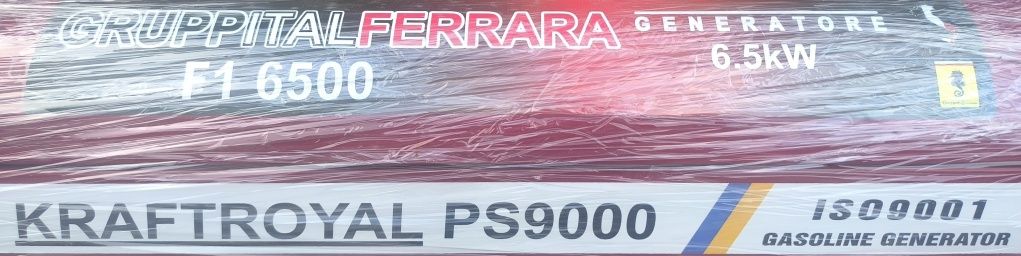 GRUPPITALFERRARA
GENERATORE
F1 6500
6.5kW
KRAFTROYAL PS9000
ISO9001
GASOLINE GENERATOR